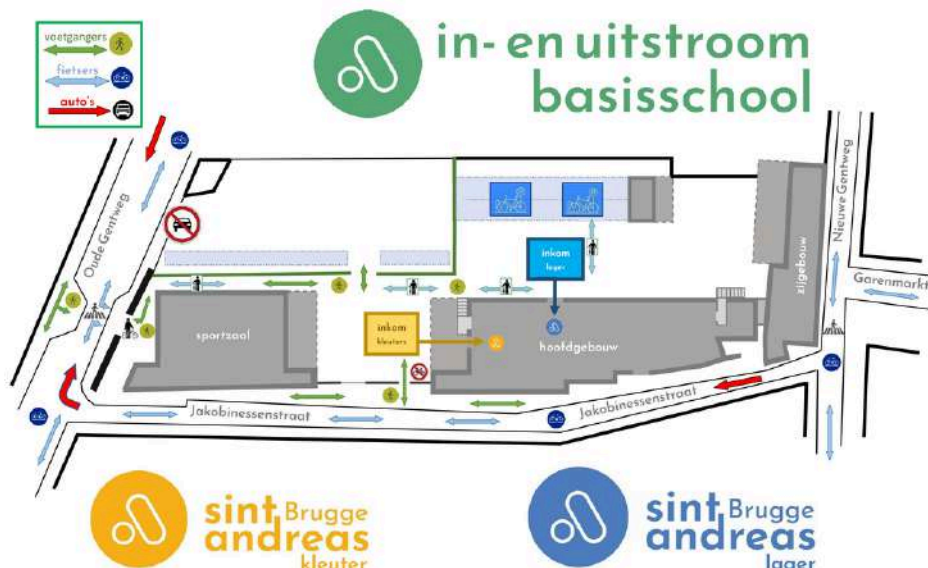 voetgangers
fietsers
auto's
in- en uitstroom
basisschool
Oude Gentweg
Nieuwe Gentweg
Garenmarkt
zijgebouw
inkom
lager
inkom
kleuters
sportzaal
hoofdgebouw
Jakobinessenstraat
Jakobinessenstraat
sint Brugge
andreas
kleuter
sint Brugge
andreas
lager